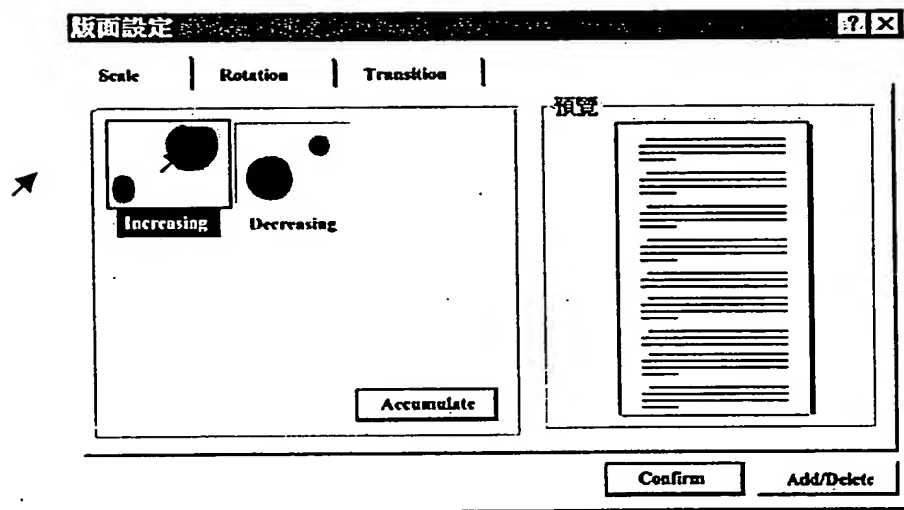 版面設定 ? ×
Scale Rotation Transition
預覽
Increasing Decreasing
Accumulate
Confirm Add/Delete